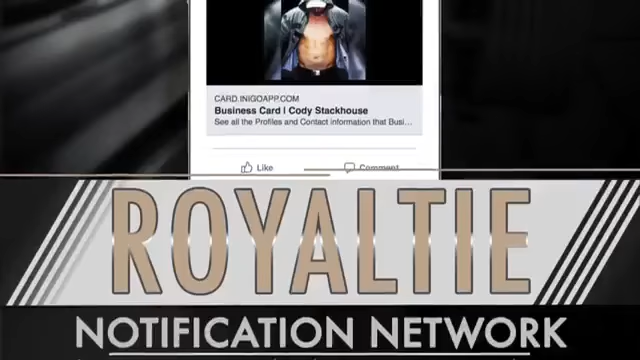 CARD.INIGOAPP.COM
Business Card | Cody Stackhouse
See all the Profiles and Contact information that Busi...
Like Comment
ROYALTIE
NOTIFICATION NETWORK